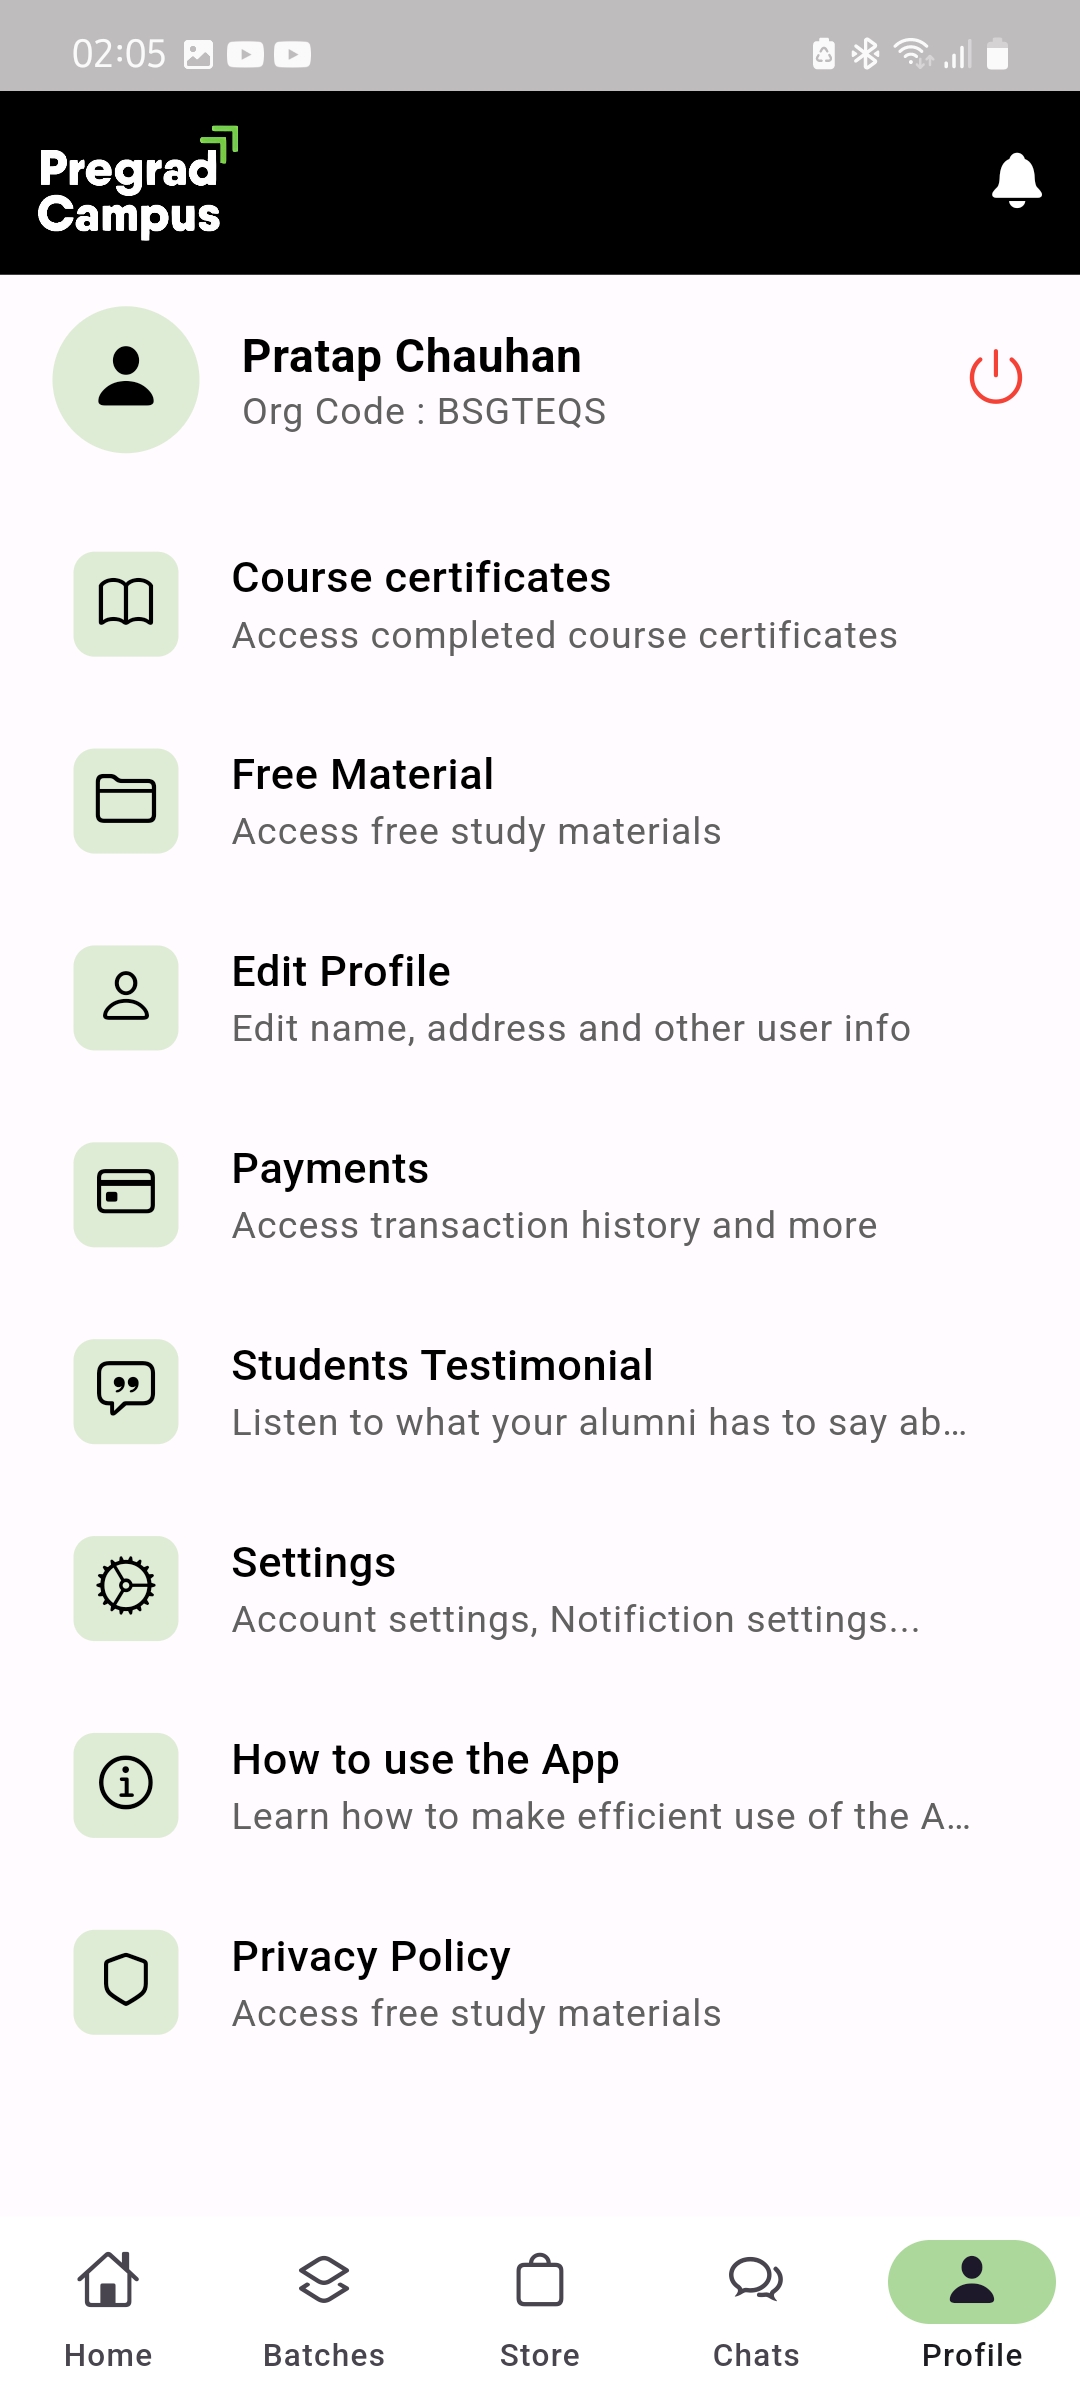 02:05
Pregrad
Campus
Pratap Chauhan
Org Code : BSGTEQS
Course certificates
Access completed course certificates
Free Material
Access free study materials
Edit Profile
Edit name, address and other user info
Payments
Access transaction history and more
Students Testimonial
Listen to what your alumni has to say ab...
Settings
Account settings, Notifiction settings...
How to use the App
Learn how to make efficient use of the A...
Privacy Policy
Access free study materials
Home Batches Store Chats Profile